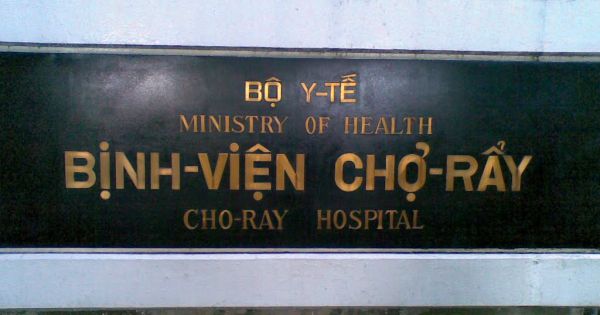 BỘ Y-TẾ
MINISTRY OF HEALTH
BỊNH-VIỆN CHỢ-RẨY
CHO-RAY HOSPITAL